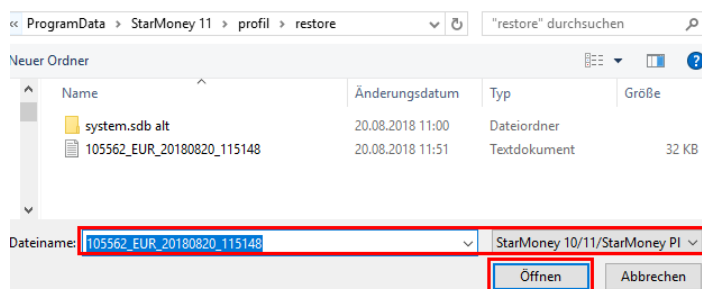 « ProgramData > StarMoney 11 > profil > restore "restore" durchsuchen
Neuer Ordner
Name Änderungsdatum Typ Größe
system.sdb alt 20.08.2018 11:00 Dateiordner
105562_EUR_20180820_115148 20.08.2018 11:51 Textdokument 32 KB
Dateiname: 105562_EUR_20180820_115148 StarMoney 10/11/StarMoney Pl
Öffnen Abbrechen